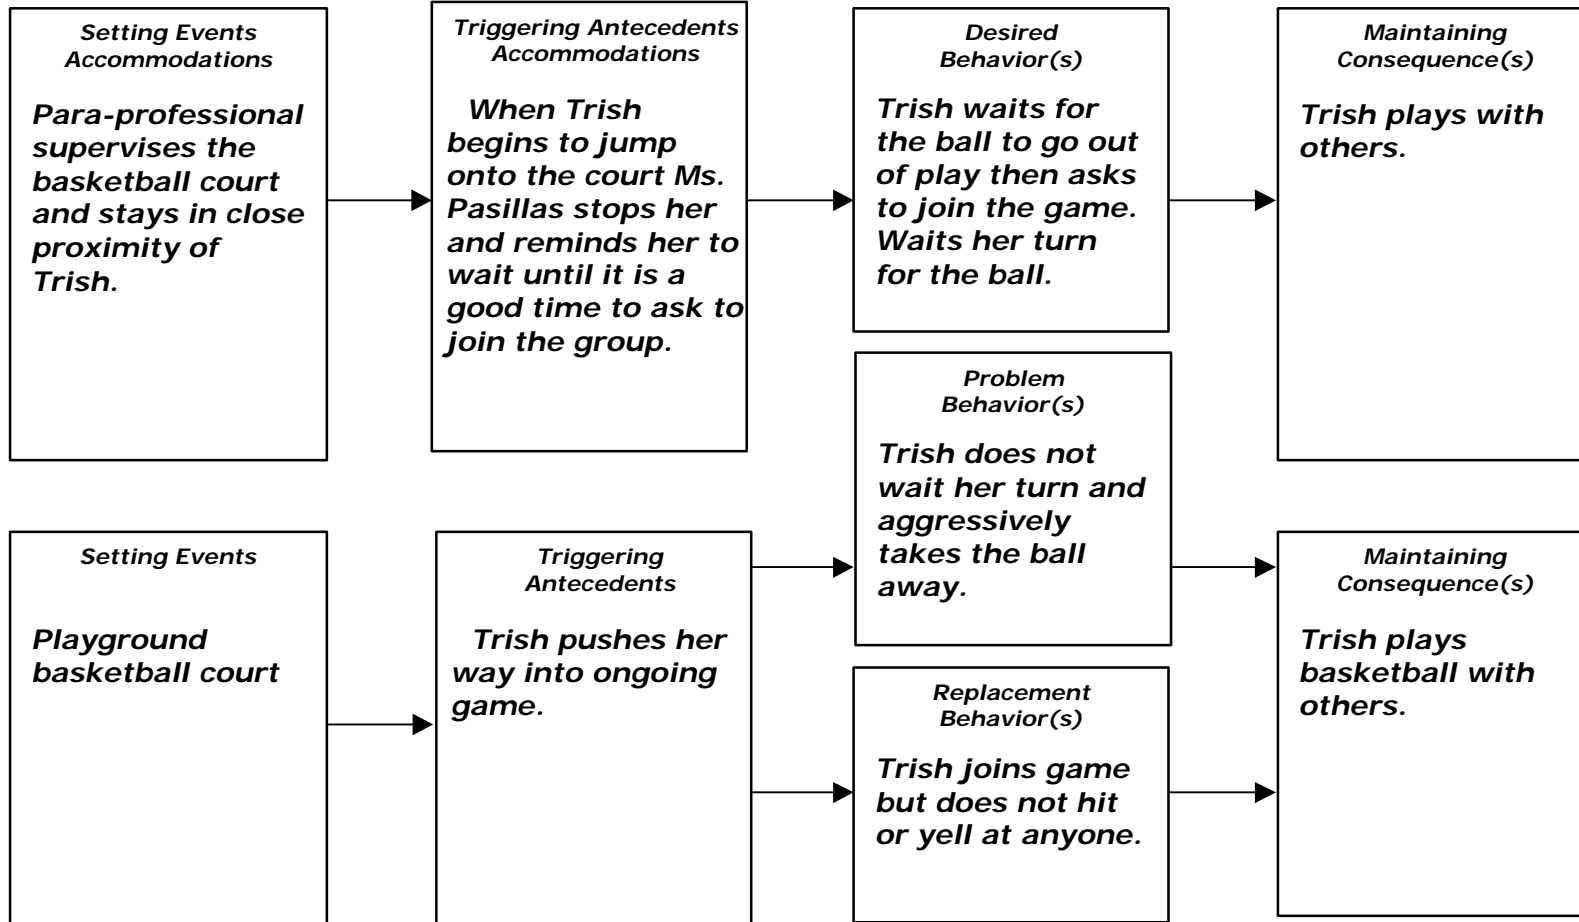 Setting Events
Accommodations
Para-professional
supervises the
basketball court
and stays in close
proximity of
Trish.
Triggering Antecedents
Accommodations
When Trish
begins to jump
onto the court Ms.
Pasillas stops her
and reminds her to
wait until it is a
good time to ask to
join the group.
Desired
Behavior(s)
Trish waits for
the ball to go out
of play then asks
to join the game.
Waits her turn
for the ball.
Maintaining
Consequence(s)
Trish plays with
others.
Setting Events
Playground
basketball court
Triggering
Antecedents
Trish pushes her
way into ongoing
game.
Problem
Behavior(s)
Trish does not
wait her turn and
aggressively
takes the ball
away.
Replacement
Behavior(s)
Trish joins game
but does not hit
or yell at anyone.
Maintaining
Consequence(s)
Trish plays
basketball with
others.